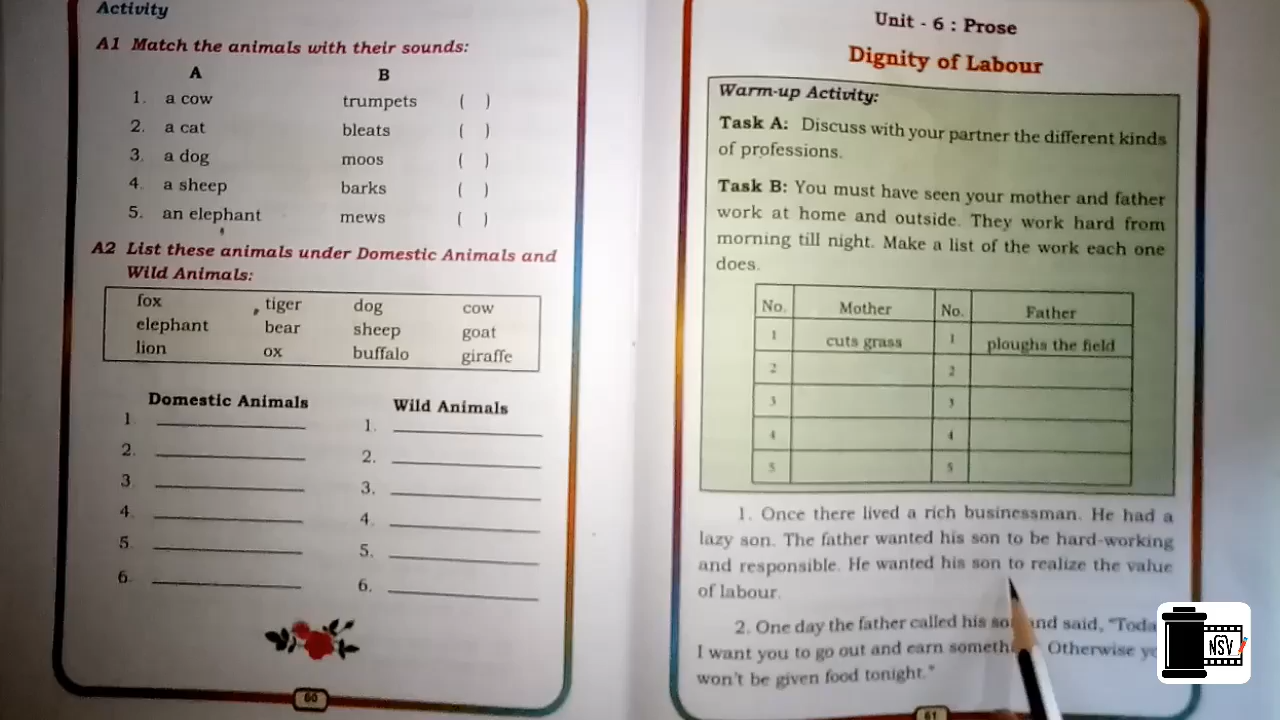 Activity
A1 Match the animals with their sounds:
A B
1. a cow trumpets ( )
2. a cat bleats ( )
3. a dog moos ( )
4. a sheep barks ( )
5. an elephant mews ( )
A2 List these animals under Domestic Animals and
Wild Animals:
fox tiger dog cow
elephant bear sheep goat
lion ox buffalo giraffe
Domestic Animals Wild Animals
1 1.
2. 2.
3 3.
4. 4.
5. 5.
6. 6.
60
Unit - 6 : Prose
Dignity of Labour
Warm-up Activity:
Task A: Discuss with your partner the different kinds
of professions.
Task B: You must have seen your mother and father
work at home and outside. They work hard from
morning till night. Make a list of the work each one
does.
No. Mother No. Father
1 cuts grass 1 ploughs the field
2 2
3 3
4 4
5 5
1. Once there lived a rich businessman. He had a
lazy son. The father wanted his son to be hard-working
and responsible. He wanted his son to realize the value
of labour.
2. One day the father called his and said,
I want you to go out and earn Otherwise
won't be given food tonight."
61
NSV